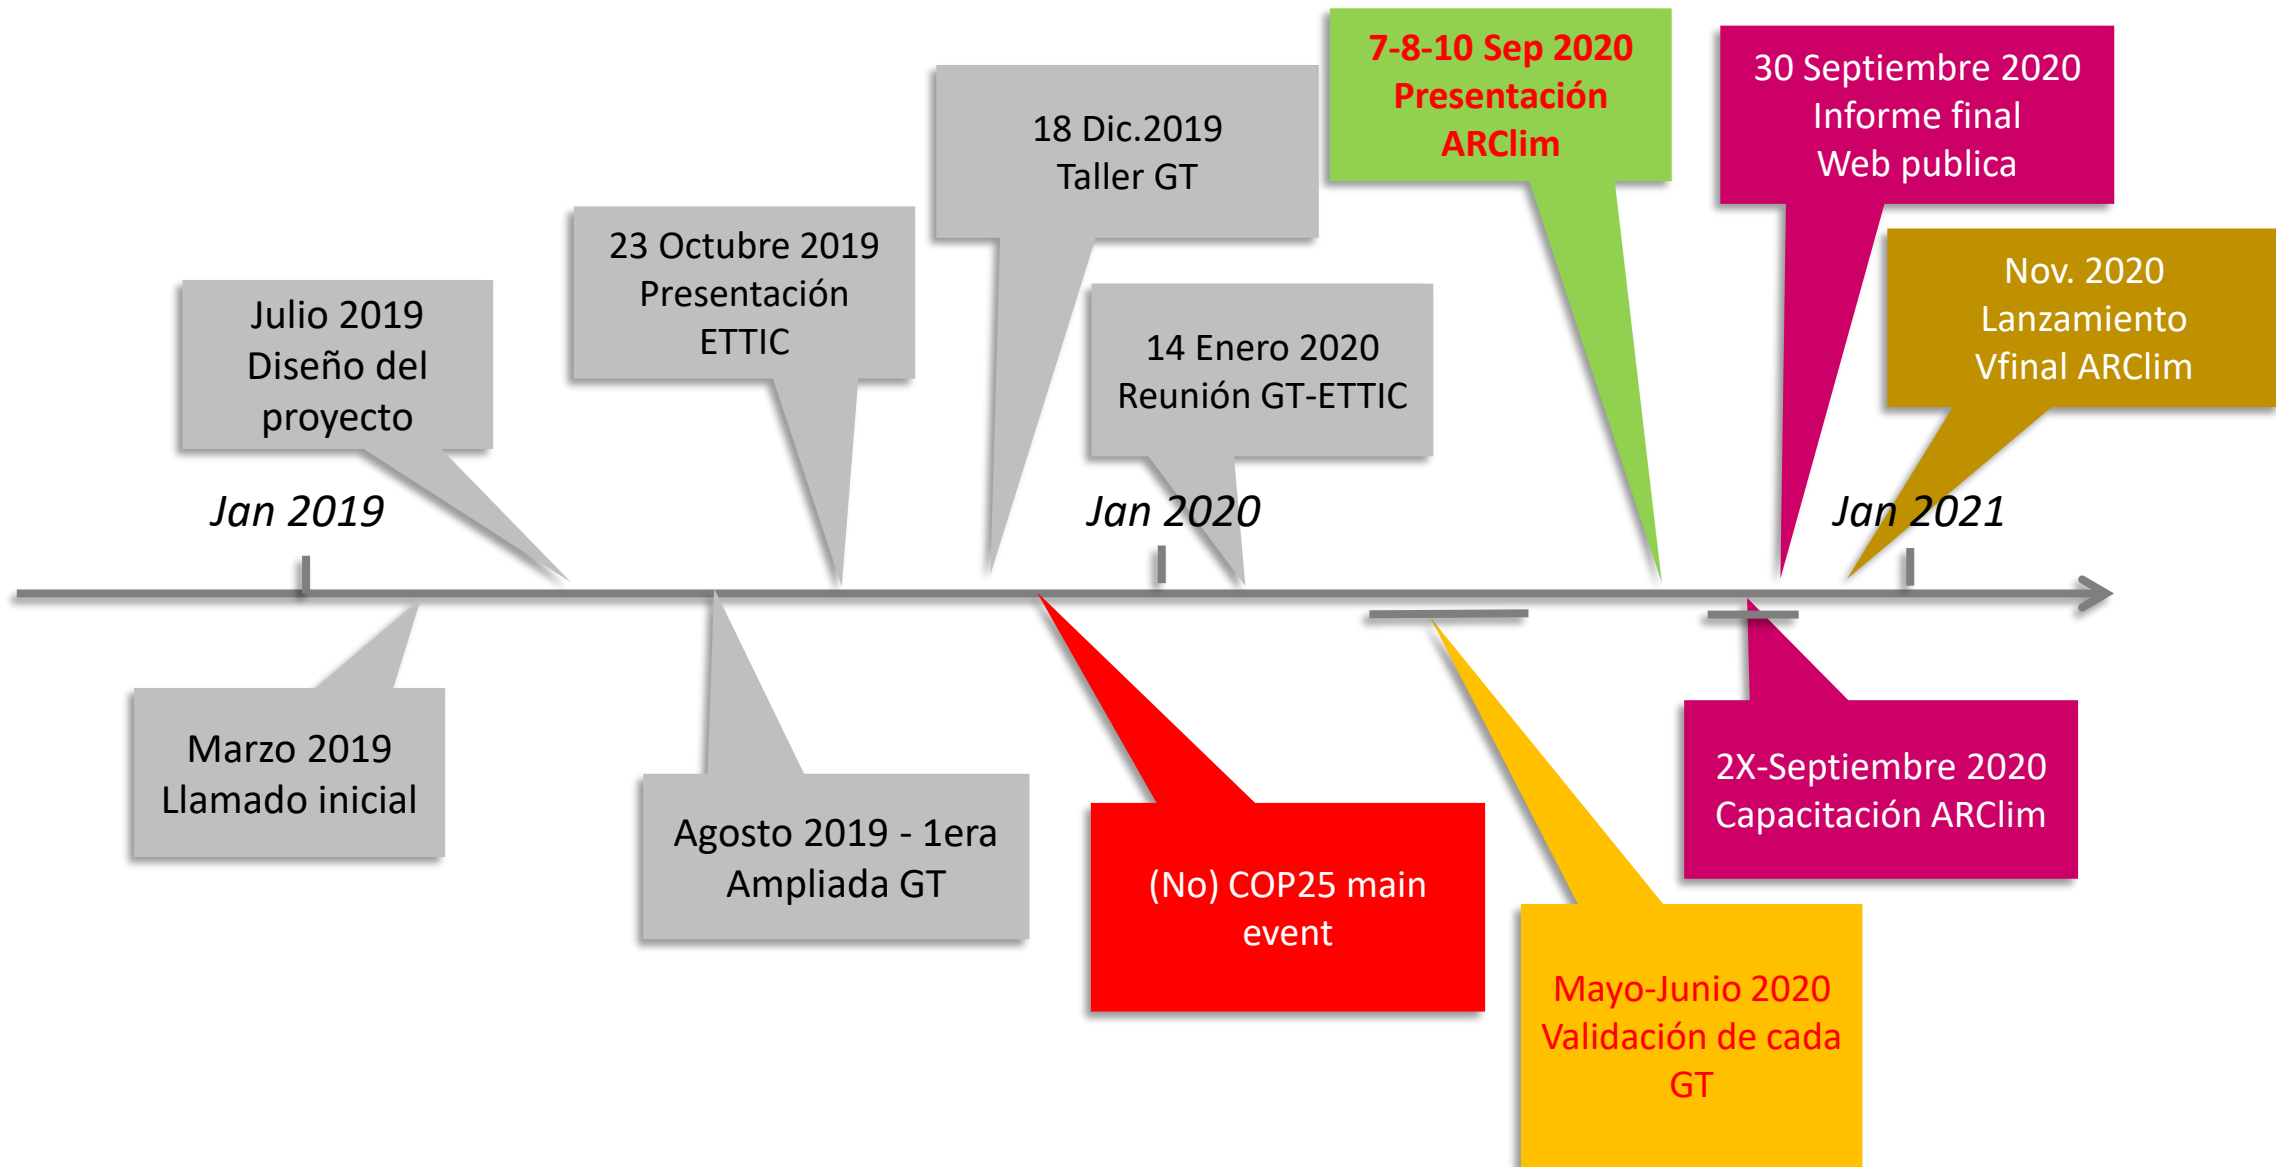 7-8-10 Sep 2020
Presentación
ARClim
30 Septiembre 2020
Informe final
Web publica
18 Dic.2019
Taller GT
23 Octubre 2019
Presentación
ETTIC
Nov. 2020
Lanzamiento
Vfinal ARClim
Julio 2019
Diseño del
proyecto
14 Enero 2020
Reunión GT-ETTIC
Jan 2019
Jan 2020
Jan 2021
Marzo 2019
Llamado inicial
Agosto 2019 - 1era
Ampliada GT
(No) COP25 main
event
2X-Septiembre 2020
Capacitación ARClim
Mayo-Junio 2020
Validación de cada
GT